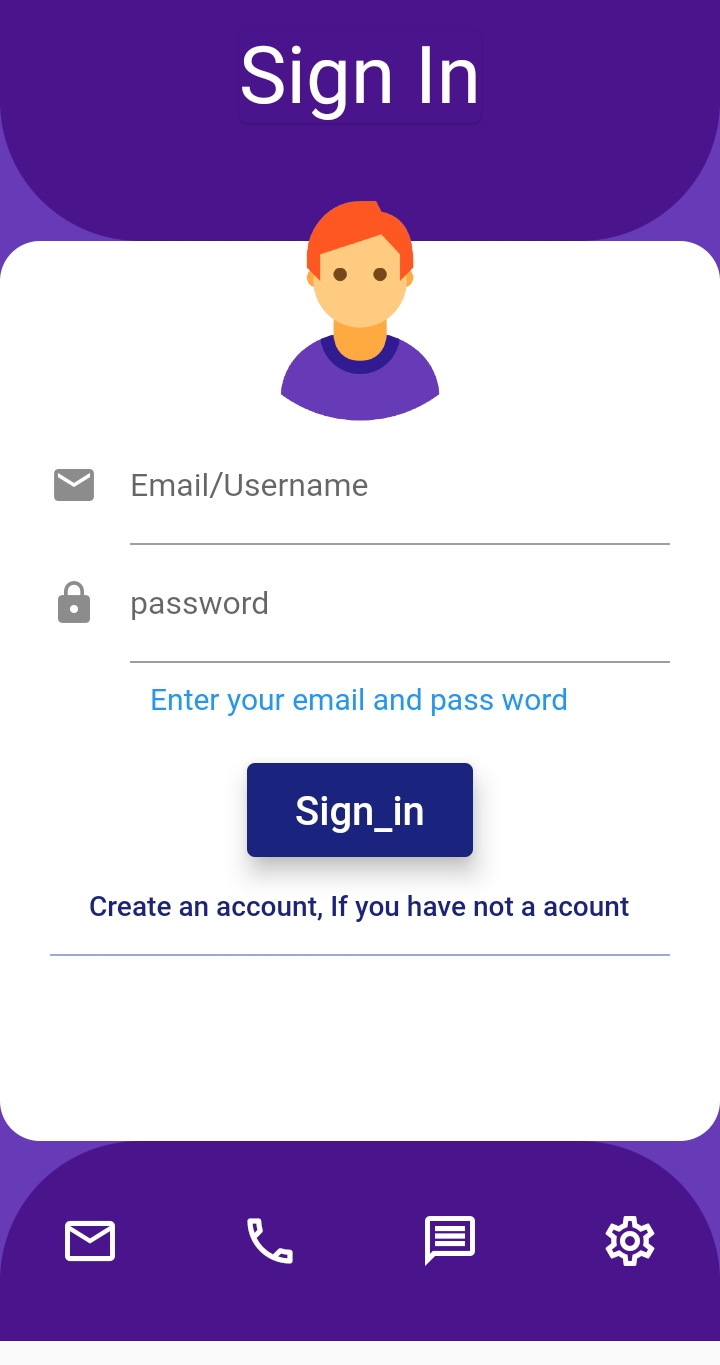 Sign In
Email/Username
password
Enter your email and pass word
Sign_in
Create an account, If you have not a acount